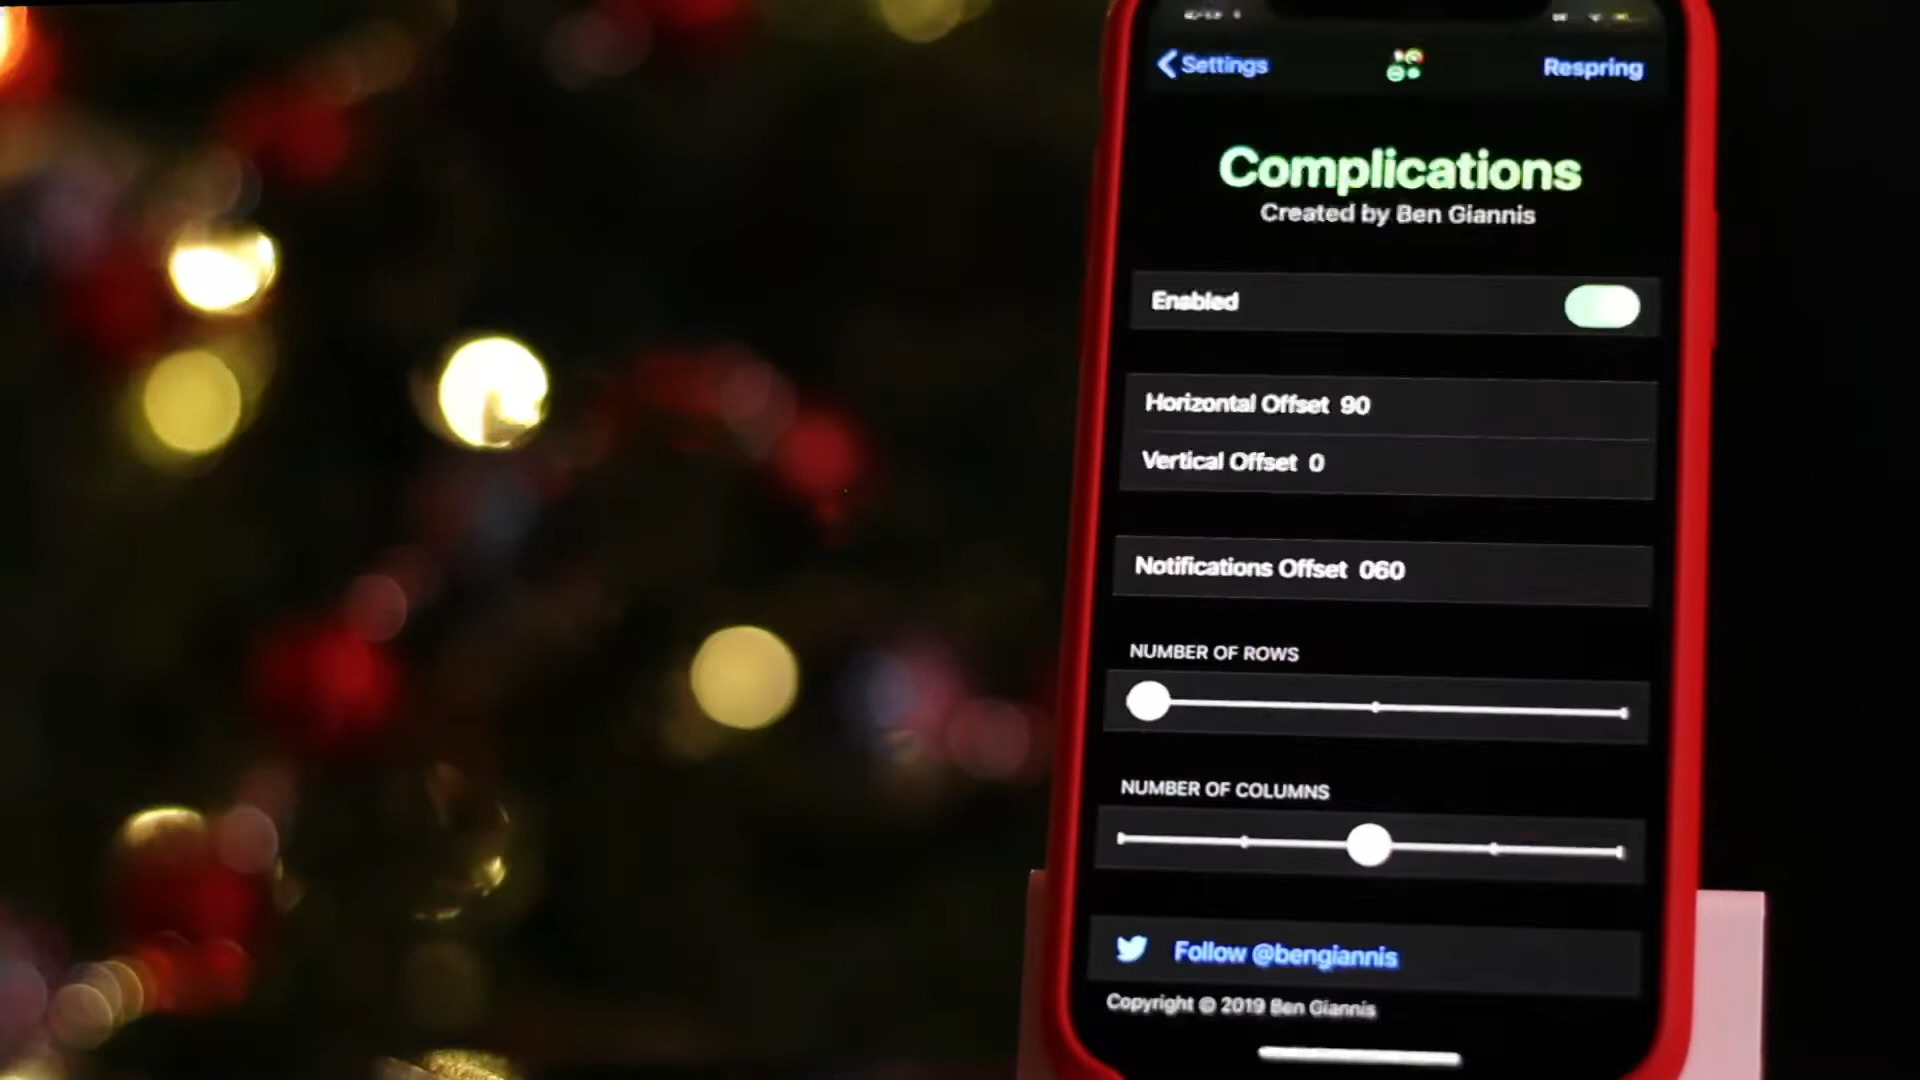 Settings
Respring
Complications
Created by Ben Giannis
Enabled
Horizontal Offset 90
Vertical Offset 0
Notifications Offset 060
NUMBER OF ROWS
NUMBER OF COLUMNS
Follow @bengiannis
Copyright © 2019 Ben Giannis